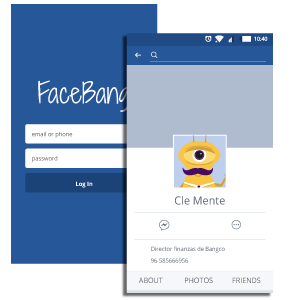 10:40
FaceBang
email or phone
password
Log In
Cle Mente
Director finanzas de Bangco
96 585666956
ABOUT PHOTOS FRIENDS